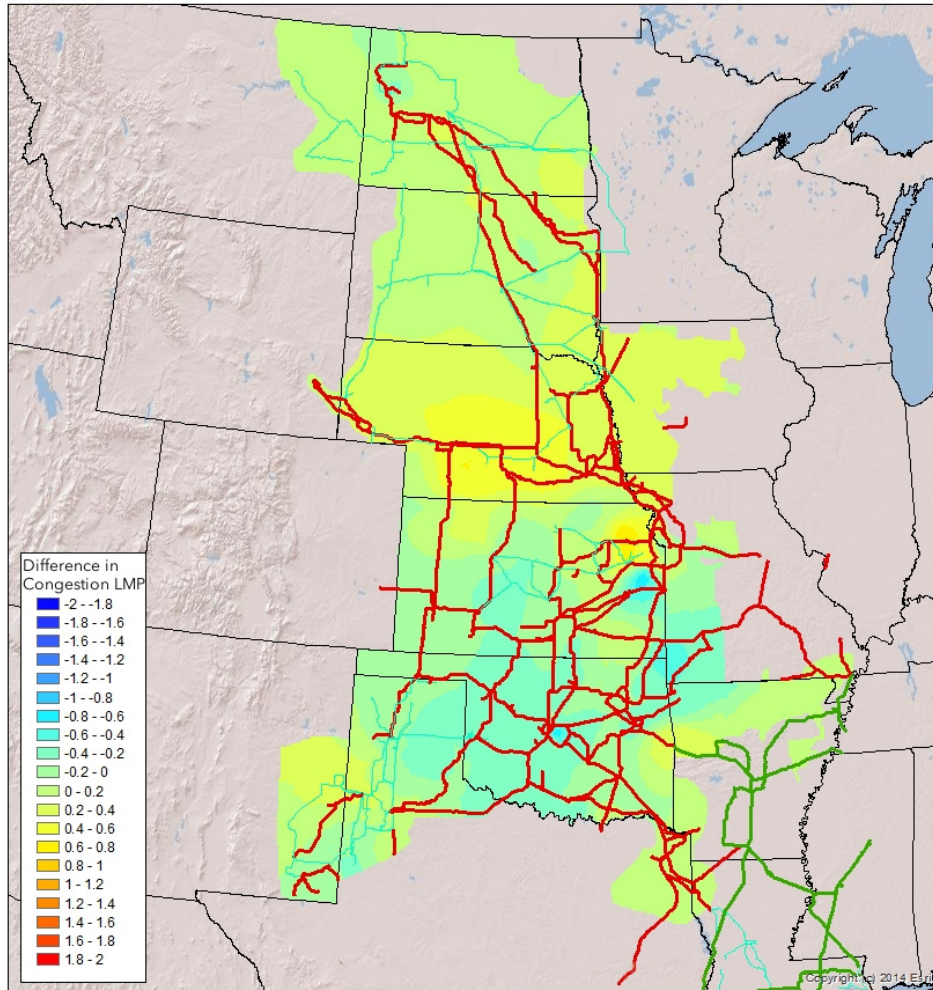 Difference in
Congestion LMP
-2 - -1.8
-1.8 - -1.6
-1.6 - -1.4
-1.4 - -1.2
-1.2 - -1
-1 - -0.8
-0.8 - -0.6
-0.6 - -0.4
-0.4 - -0.2
-0.2 - 0
0 - 0.2
0.2 - 0.4
0.4 - 0.6
0.6 - 0.8
0.8 - 1
1 - 1.2
1.2 - 1.4
1.4 - 1.6
1.6 - 1.8
1.8 - 2
Copyright:(c) 2014 Esri